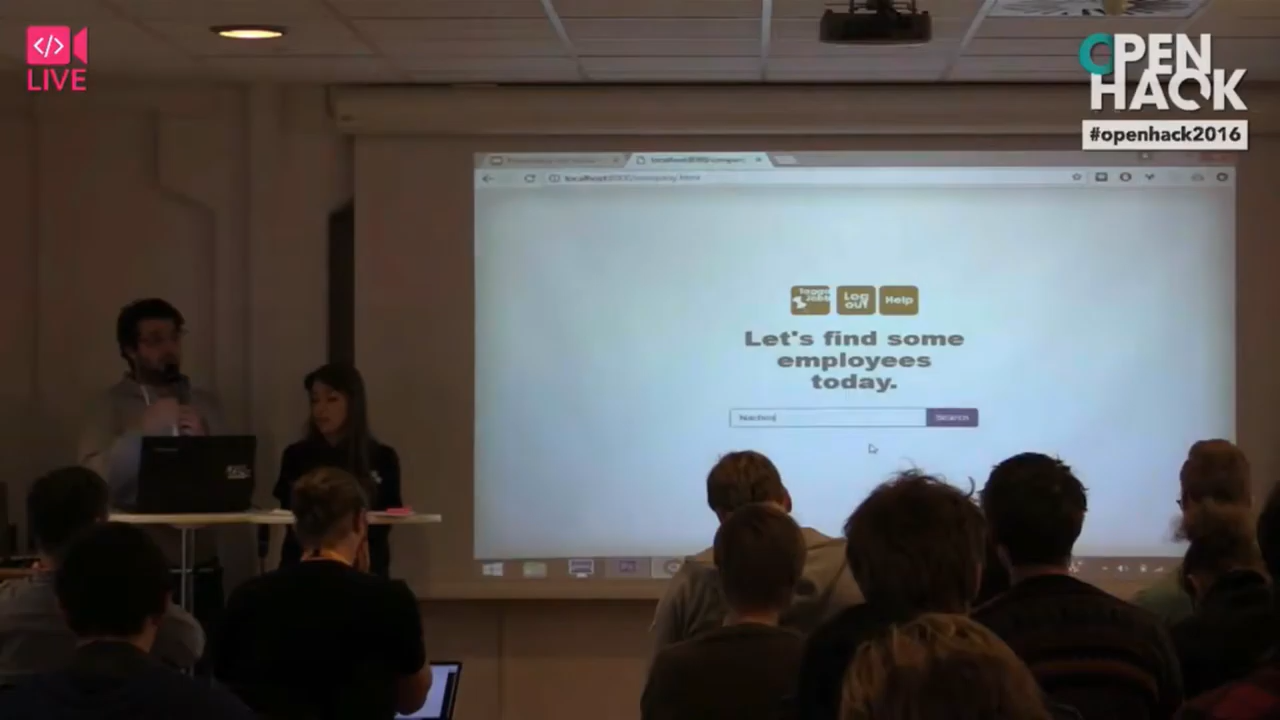 </> LIVE
OPEN
HACK
#openhack2016
Log
out
Help
Let's find some
employees
today.
Search